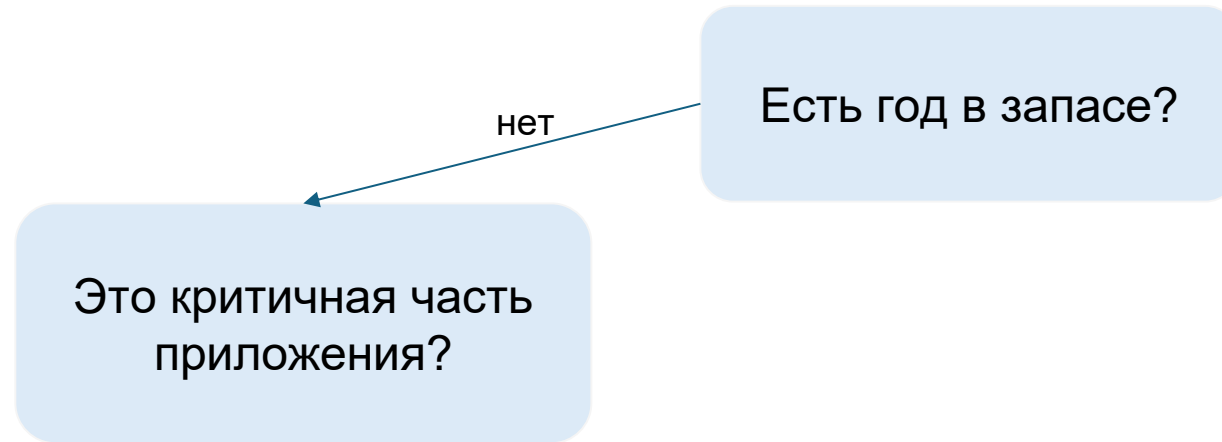 Есть год в запасе?
нет
Это критичная часть
приложения?